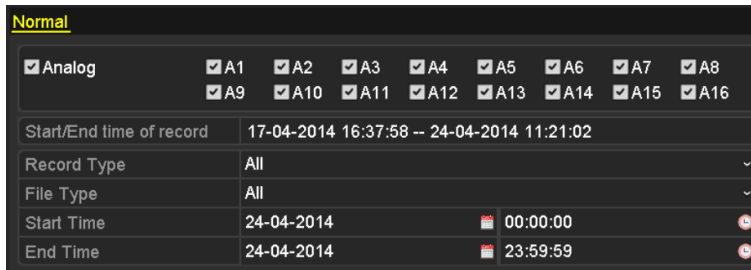 Normal
Analog A1 A2 A3 A4 A5 A6 A7 A8
A9 A10 A11 A12 A13 A14 A15 A16
Start/End time of record 17-04-2014 16:37:58 -- 24-04-2014 11:21:02
Record Type All
File Type All
Start Time 24-04-2014 00:00:00
End Time 24-04-2014 23:59:59